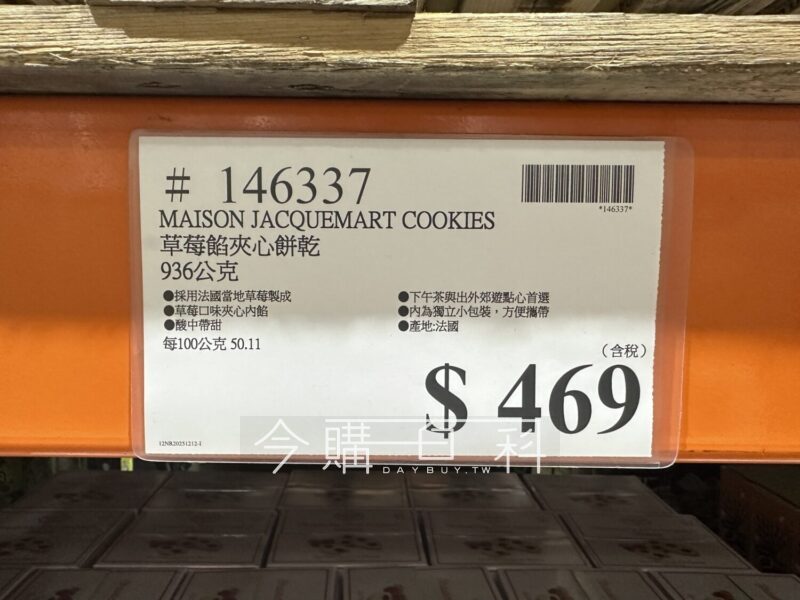 # 146337
*146337*
MAISON JACQUEMART COOKIES
草莓餡夾心餅乾
936公克
●採用法國當地草莓製成
●草莓口味夾心內餡
●酸中帶甜
每100公克 50.11
●下午茶與出外郊遊點心首選
●內為獨立小包裝，方便攜帶
●產地:法國
（含稅）
$ 469
12NR20251212-I
今購百科
DAYBUY.TW